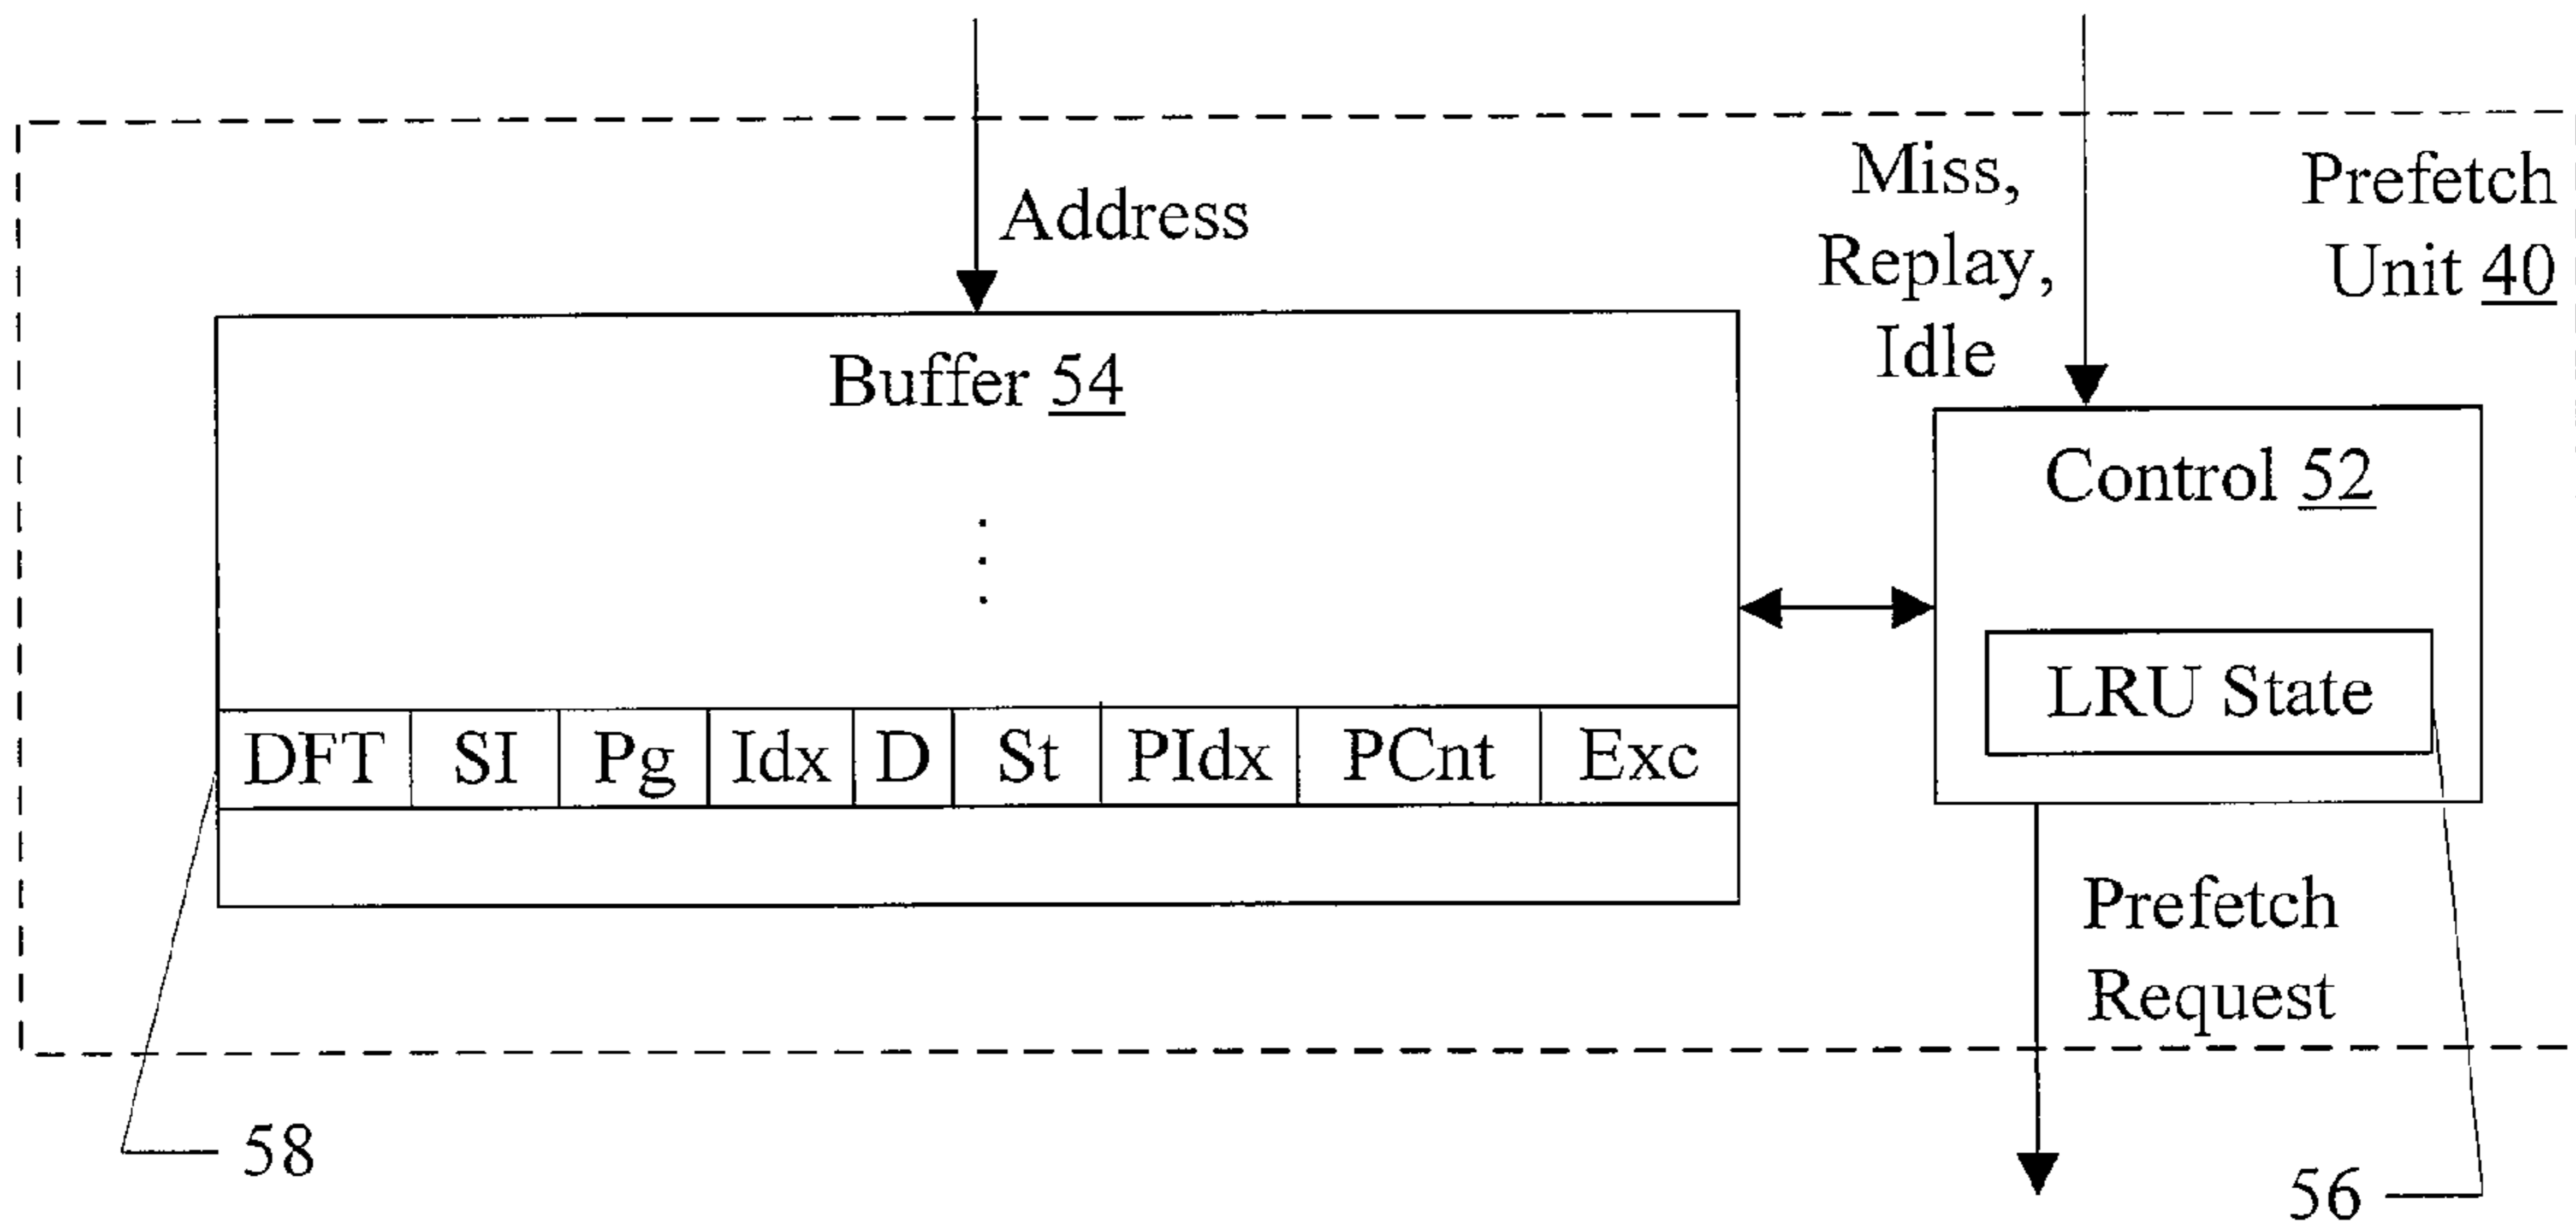 Address
Miss,
Replay,
Idle
Prefetch
Unit 40
Buffer 54
Control 52
LRU State
DFT SI Pg Idx D St PIdx PCnt Exc
Prefetch
Request
58
56